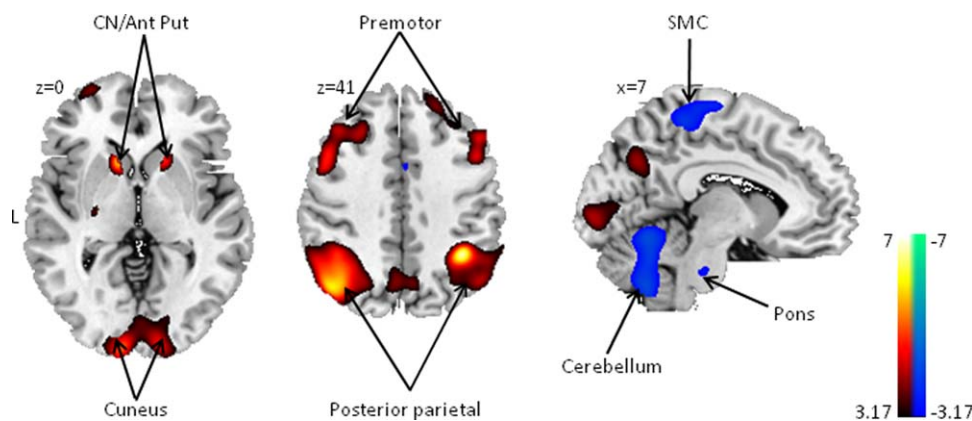 CN/Ant Put
Premotor
SMC
z=0
z=41
x=7
L
7
-7
Pons
3.17
-3.17
Cerebellum
Cuneus
Posterior parietal